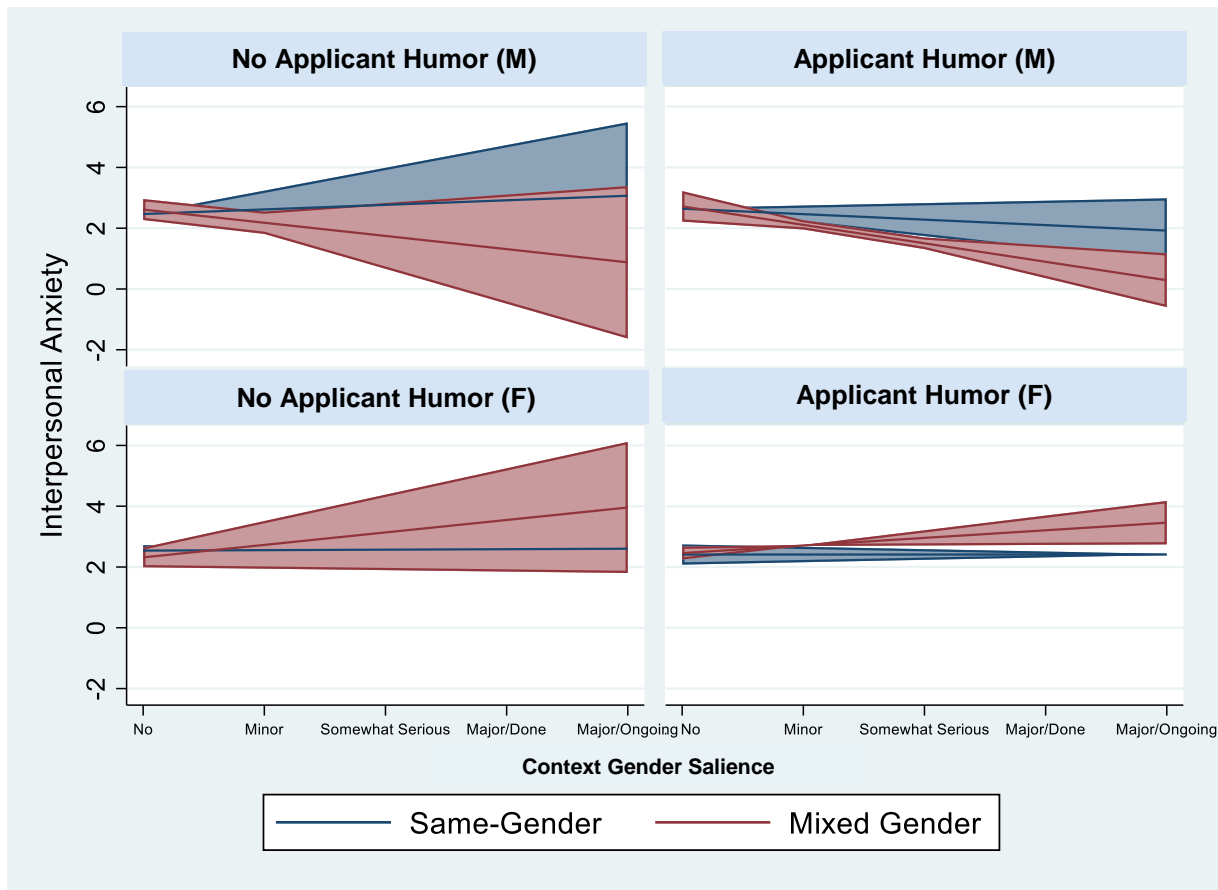 No Applicant Humor (M)
Applicant Humor (M)
6
4
2
0
-2
Interpersonal Anxiety
No Applicant Humor (F)
Applicant Humor (F)
6
4
2
0
-2
No Minor Somewhat Serious Major/Done Major/Ongoing No Minor Somewhat Serious Major/Done Major/Ongoing
Context Gender Salience
Same-Gender Mixed Gender